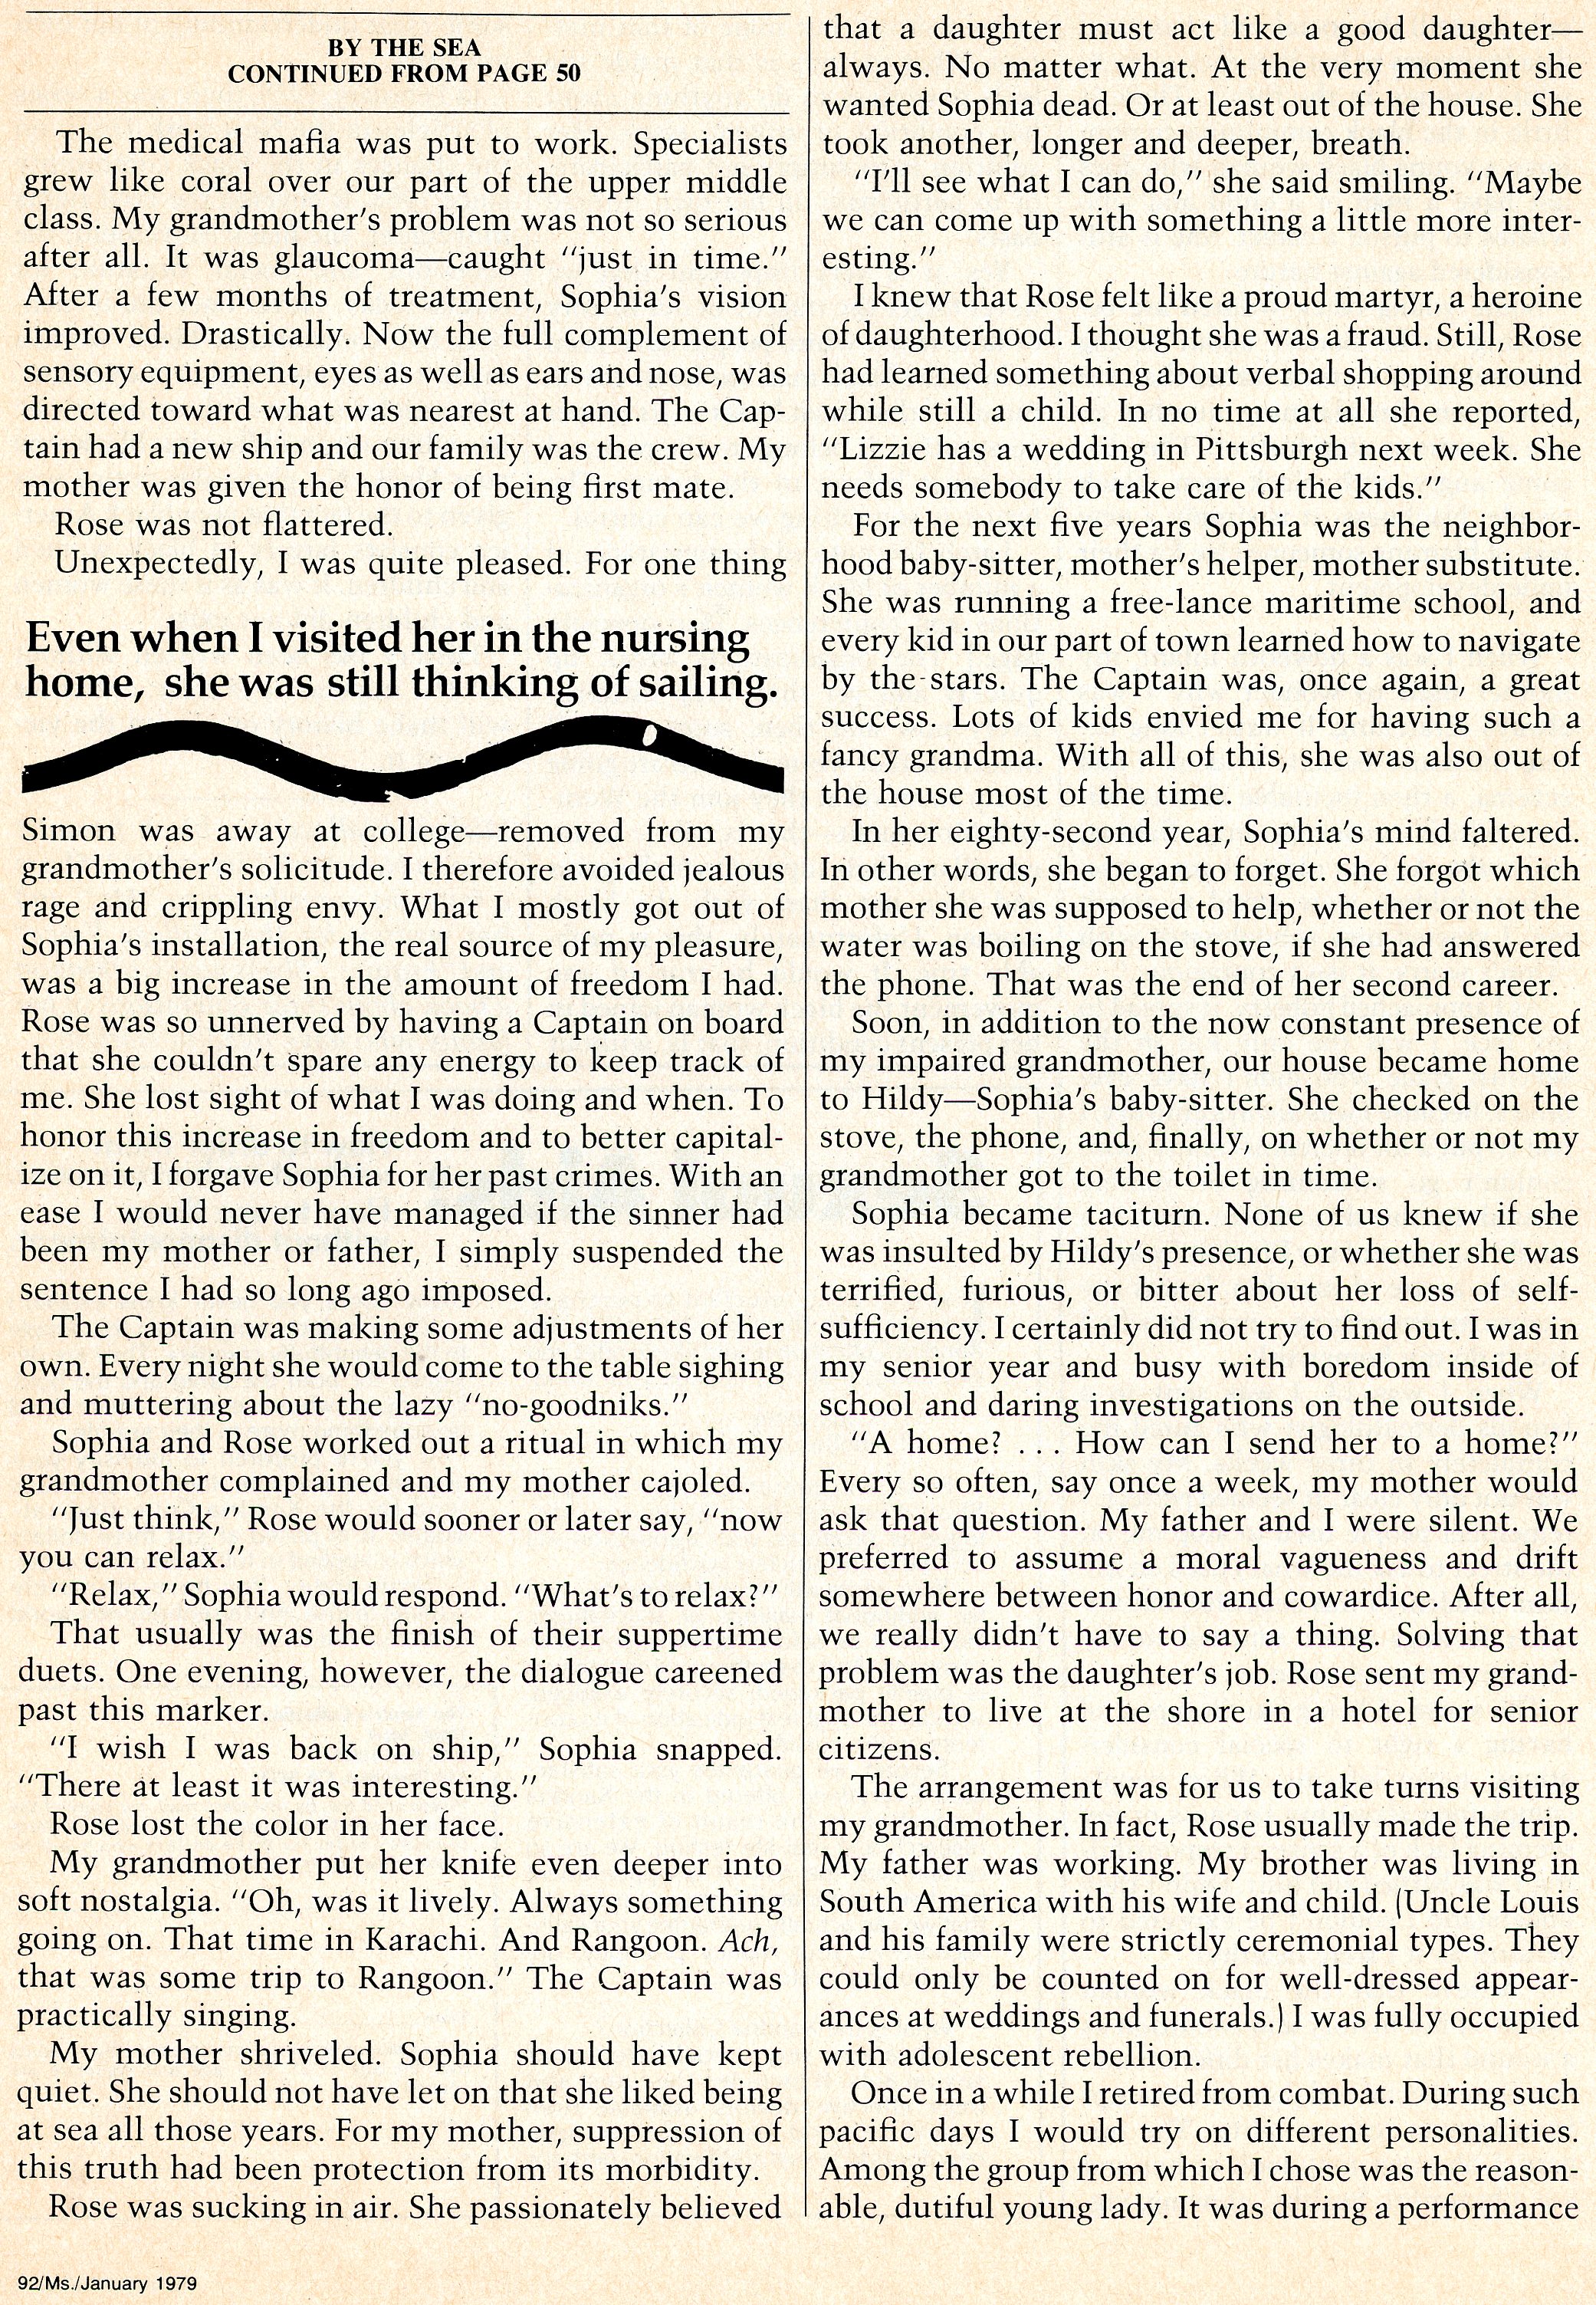 BY THE SEA
CONTINUED FROM PAGE 50
The medical mafia was put to work. Specialists
grew like coral over our part of the upper middle
class. My grandmother's problem was not so serious
after all. It was glaucoma—caught "just in time."
After a few months of treatment, Sophia's vision
improved. Drastically. Now the full complement of
sensory equipment, eyes as well as ears and nose, was
directed toward what was nearest at hand. The Cap-
tain had a new ship and our family was the crew. My
mother was given the honor of being first mate.
Rose was not flattered.
Unexpectedly, I was quite pleased. For one thing
Even when I visited her in the nursing
home, she was still thinking of sailing.
Simon was away at college—removed from my
grandmother's solicitude. I therefore avoided jealous
rage and crippling envy. What I mostly got out of
Sophia's installation, the real source of my pleasure,
was a big increase in the amount of freedom I had.
Rose was so unnerved by having a Captain on board
that she couldn't spare any energy to keep track of
me. She lost sight of what I was doing and when. To
honor this increase in freedom and to better capital-
ize on it, I forgave Sophia for her past crimes. With an
ease I would never have managed if the sinner had
been my mother or father, I simply suspended the
sentence I had so long ago imposed.
The Captain was making some adjustments of her
own. Every night she would come to the table sighing
and muttering about the lazy "no-goodniks."
Sophia and Rose worked out a ritual in which my
grandmother complained and my mother cajoled.
"Just think," Rose would sooner or later say, "now
you can relax."
"Relax," Sophia would respond. "What's to relax?"
That usually was the finish of their suppertime
duets. One evening, however, the dialogue careened
past this marker.
"I wish I was back on ship," Sophia snapped.
"There at least it was interesting."
Rose lost the color in her face.
My grandmother put her knife even deeper into
soft nostalgia. "Oh, was it lively. Always something
going on. That time in Karachi. And Rangoon. Ach,
that was some trip to Rangoon." The Captain was
practically singing.
My mother shriveled. Sophia should have kept
quiet. She should not have let on that she liked being
at sea all those years. For my mother, suppression of
this truth had been protection from its morbidity.
Rose was sucking in air. She passionately believed
that a daughter must act like a good daughter—
always. No matter what. At the very moment she
wanted Sophia dead. Or at least out of the house. She
took another, longer and deeper, breath.
"I'll see what I can do," she said smiling. "Maybe
we can come up with something a little more inter-
esting."
I knew that Rose felt like a proud martyr, a heroine
of daughterhood. I thought she was a fraud. Still, Rose
had learned something about verbal shopping around
while still a child. In no time at all she reported,
"Lizzie has a wedding in Pittsburgh next week. She
needs somebody to take care of the kids."
For the next five years Sophia was the neighbor-
hood baby-sitter, mother's helper, mother substitute.
She was running a free-lance maritime school, and
every kid in our part of town learned how to navigate
by the stars. The Captain was, once again, a great
success. Lots of kids envied me for having such a
fancy grandma. With all of this, she was also out of
the house most of the time.
In her eighty-second year, Sophia's mind faltered.
In other words, she began to forget. She forgot which
mother she was supposed to help, whether or not the
water was boiling on the stove, if she had answered
the phone. That was the end of her second career.
Soon, in addition to the now constant presence of
my impaired grandmother, our house became home
to Hildy—Sophia's baby-sitter. She checked on the
stove, the phone, and, finally, on whether or not my
grandmother got to the toilet in time.
Sophia became taciturn. None of us knew if she
was insulted by Hildy's presence, or whether she was
terrified, furious, or bitter about her loss of self-
sufficiency. I certainly did not try to find out. I was in
my senior year and busy with boredom inside of
school and daring investigations on the outside.
"A home? . . . How can I send her to a home?"
Every so often, say once a week, my mother would
ask that question. My father and I were silent. We
preferred to assume a moral vagueness and drift
somewhere between honor and cowardice. After all,
we really didn't have to say a thing. Solving that
problem was the daughter's job. Rose sent my grand-
mother to live at the shore in a hotel for senior
citizens.
The arrangement was for us to take turns visiting
my grandmother. In fact, Rose usually made the trip.
My father was working. My brother was living in
South America with his wife and child. (Uncle Louis
and his family were strictly ceremonial types. They
could only be counted on for well-dressed appear-
ances at weddings and funerals.) I was fully occupied
with adolescent rebellion.
Once in a while I retired from combat. During such
pacific days I would try on different personalities.
Among the group from which I chose was the reason-
able, dutiful young lady. It was during a performance
92/Ms./January 1979